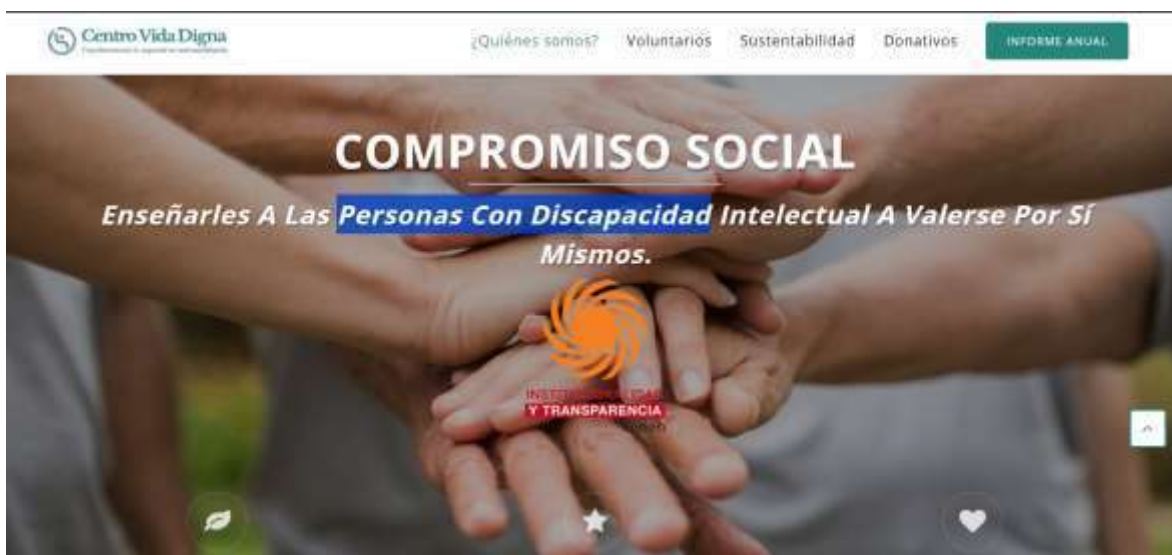 Centro Vida Digna
¿Quiénes somos? Voluntarios Sustentabilidad Donativos INFORME ANUAL
COMPROMISO SOCIAL
Enseñarles A Las Personas Con Discapacidad Intelectual A Valerse Por Sí
Mismos.
Y TRANSPARENCIA